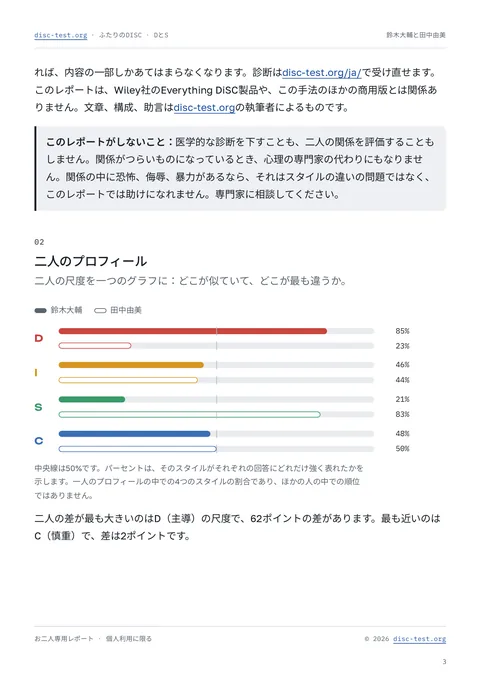 disc-test.org · ふたりのDISC · DとS
鈴木大輔と田中由美
れば、内容の一部しかあてはまらなくなります。診断はdisc-test.org/ja/で受け直せます。
このレポートは、Wiley社のEverything DiSC製品や、この手法のほかの商用版とは関係あ
りません。文章、構成、助言はdisc-test.orgの執筆者によるものです。
このレポートがしないこと：医学的な診断を下すことも、二人の関係を評価することも
しません。関係がつらいものになっているとき、心理の専門家の代わりにもなりませ
ん。関係の中に恐怖、侮辱、暴力があるなら、それはスタイルの違いの問題ではなく、
このレポートでは助けになれません。専門家に相談してください。
02
二人のプロフィール
二人の尺度を一つのグラフに：どこが似ていて、どこが最も違うか。
鈴木大輔 田中由美
D
85%
23%
I
46%
44%
S
21%
83%
C
48%
50%
中央線は50%です。パーセントは、そのスタイルがそれぞれの回答にどれだけ強く表れたかを
示します。一人のプロフィールの中での4つのスタイルの割合であり、ほかの人の中での順位
ではありません。
二人の差が最も大きいのはD（主導）の尺度で、62ポイントの差があります。最も近いのは
C（慎重）で、差は2ポイントです。
お二人専用レポート · 個人利用に限る
© 2026 disc-test.org
3